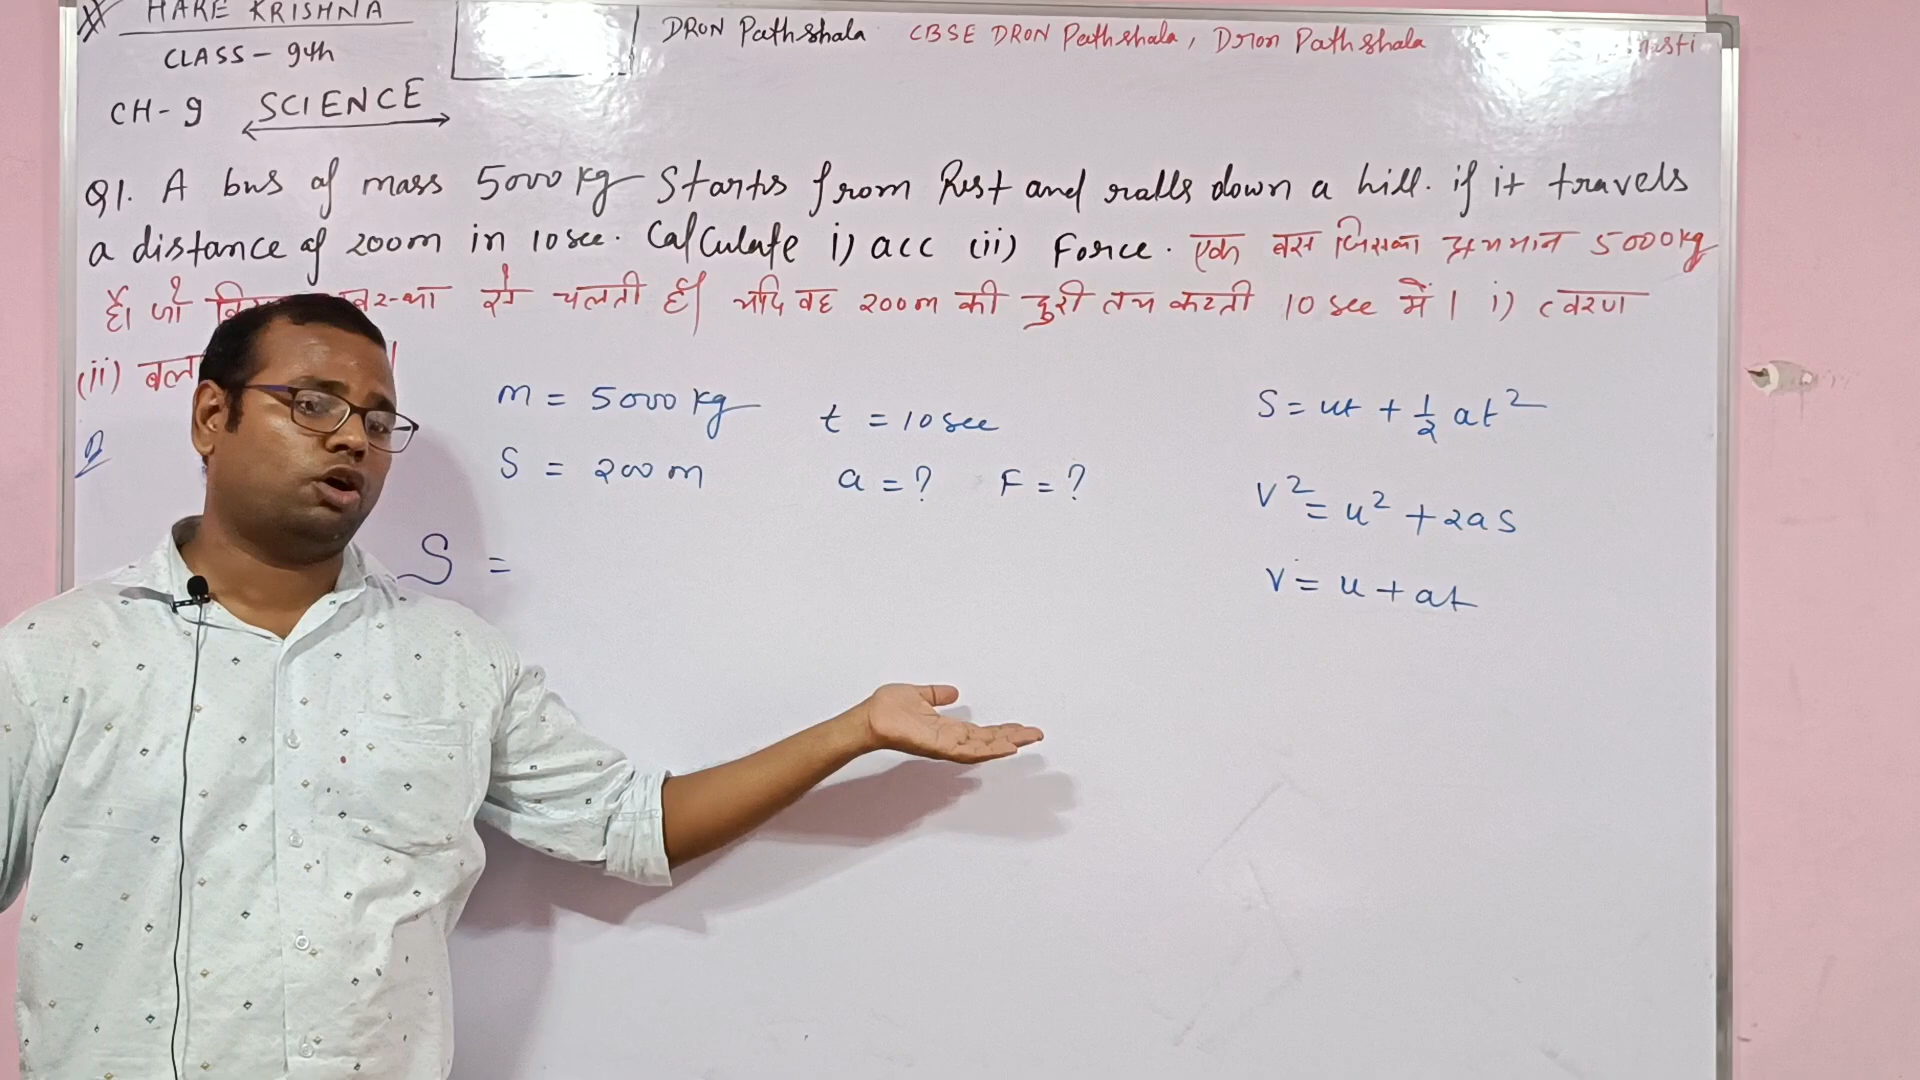 HARE KRISHNA
CLASS - 9th
CH-9 SCIENCE
DRON Pathshala CBSE DRON Pathshala, Dron Pathshala
Q1. A bus of mass 5000 kg Starts from Rest and ralls down a hill. if it travels
a distance of 200m in 10 sec. Calculate i) acc (ii) Force. एक बस जिसका द्रव्यमान 5000kg
है। जो से चलती है। यदि वह 200m की दुरी तय करती 10 sec में। i) त्वरण
(ii) बल
m = 5000 kg t = 10 sec
S = 200 m a = ? F = ?
S =
S = ut + 1/2 at²
V² = u² + 2as
V = u + at